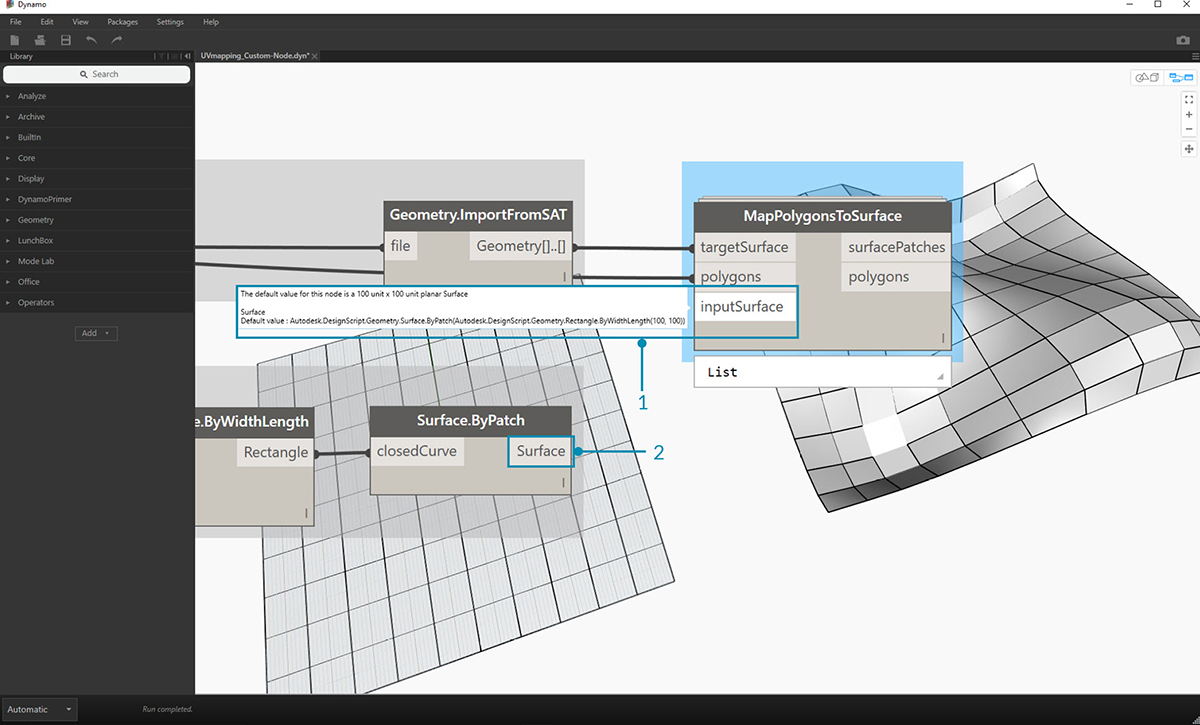 Dynamo
File Edit View Packages Settings Help
Library
UVmapping_Custom-Node.dyn*
Search
Analyze
Archive
BuiltIn
Core
Display
DynamoPrimer
Geometry
LunchBox
Mode Lab
Office
Operators
Add
Geometry.ImportFromSAT
file
Geometry[]..[]
MapPolygonsToSurface
targetSurface
surfacePatches
polygons
polygons
inputSurface
List
The default value for this node is a 100 unit x 100 unit planar Surface
Surface
Default value : Autodesk.DesignScript.Geometry.Surface.ByPatch(Autodesk.DesignScript.Geometry.Rectangle.ByWidthLength(100, 100))
1
e.ByWidthLength
Rectangle
Surface.ByPatch
closedCurve
Surface
2
Automatic
Run completed.